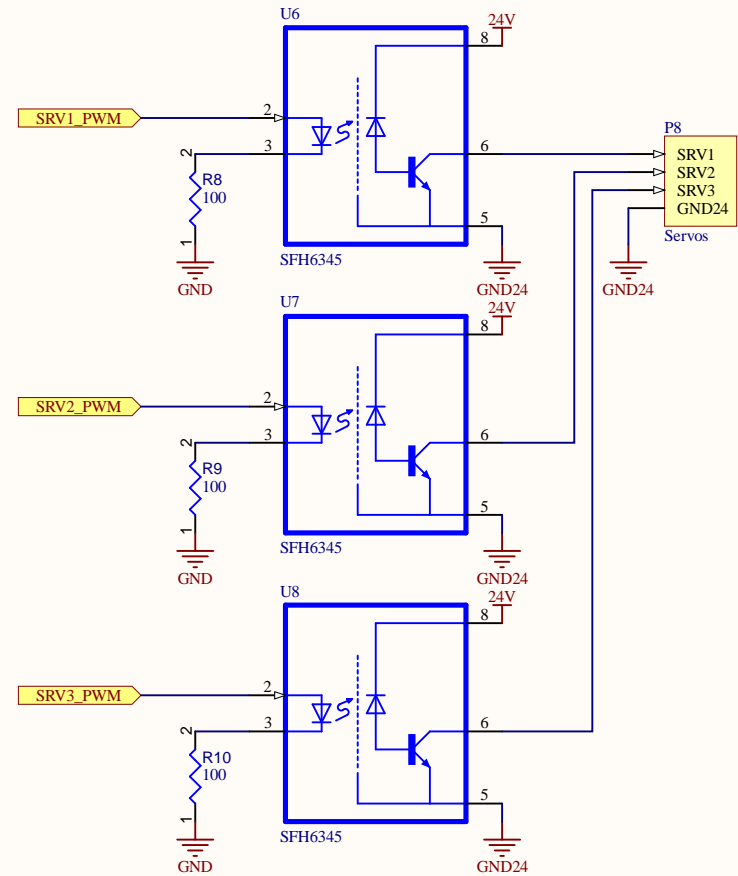 U6
24V
8
SRV1_PWM
2
3
6
5
2
R8
100
1
GND
SFH6345
GND24
P8
SRV1
SRV2
SRV3
GND24
Servos
GND24
U7
24V
8
SRV2_PWM
2
3
6
5
2
R9
100
1
GND
SFH6345
GND24
U8
24V
8
SRV3_PWM
2
3
6
5
2
R10
100
1
GND
SFH6345
GND24